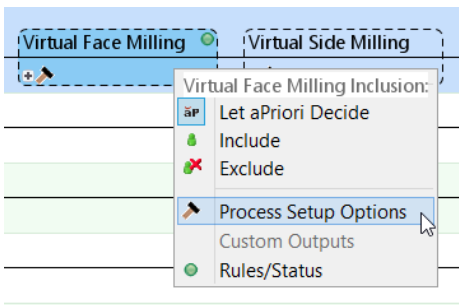 Virtual Face Milling
Virtual Side Milling
Virtual Face Milling Inclusion:
aP Let aPriori Decide
Include
Exclude
Process Setup Options
Custom Outputs
Rules/Status